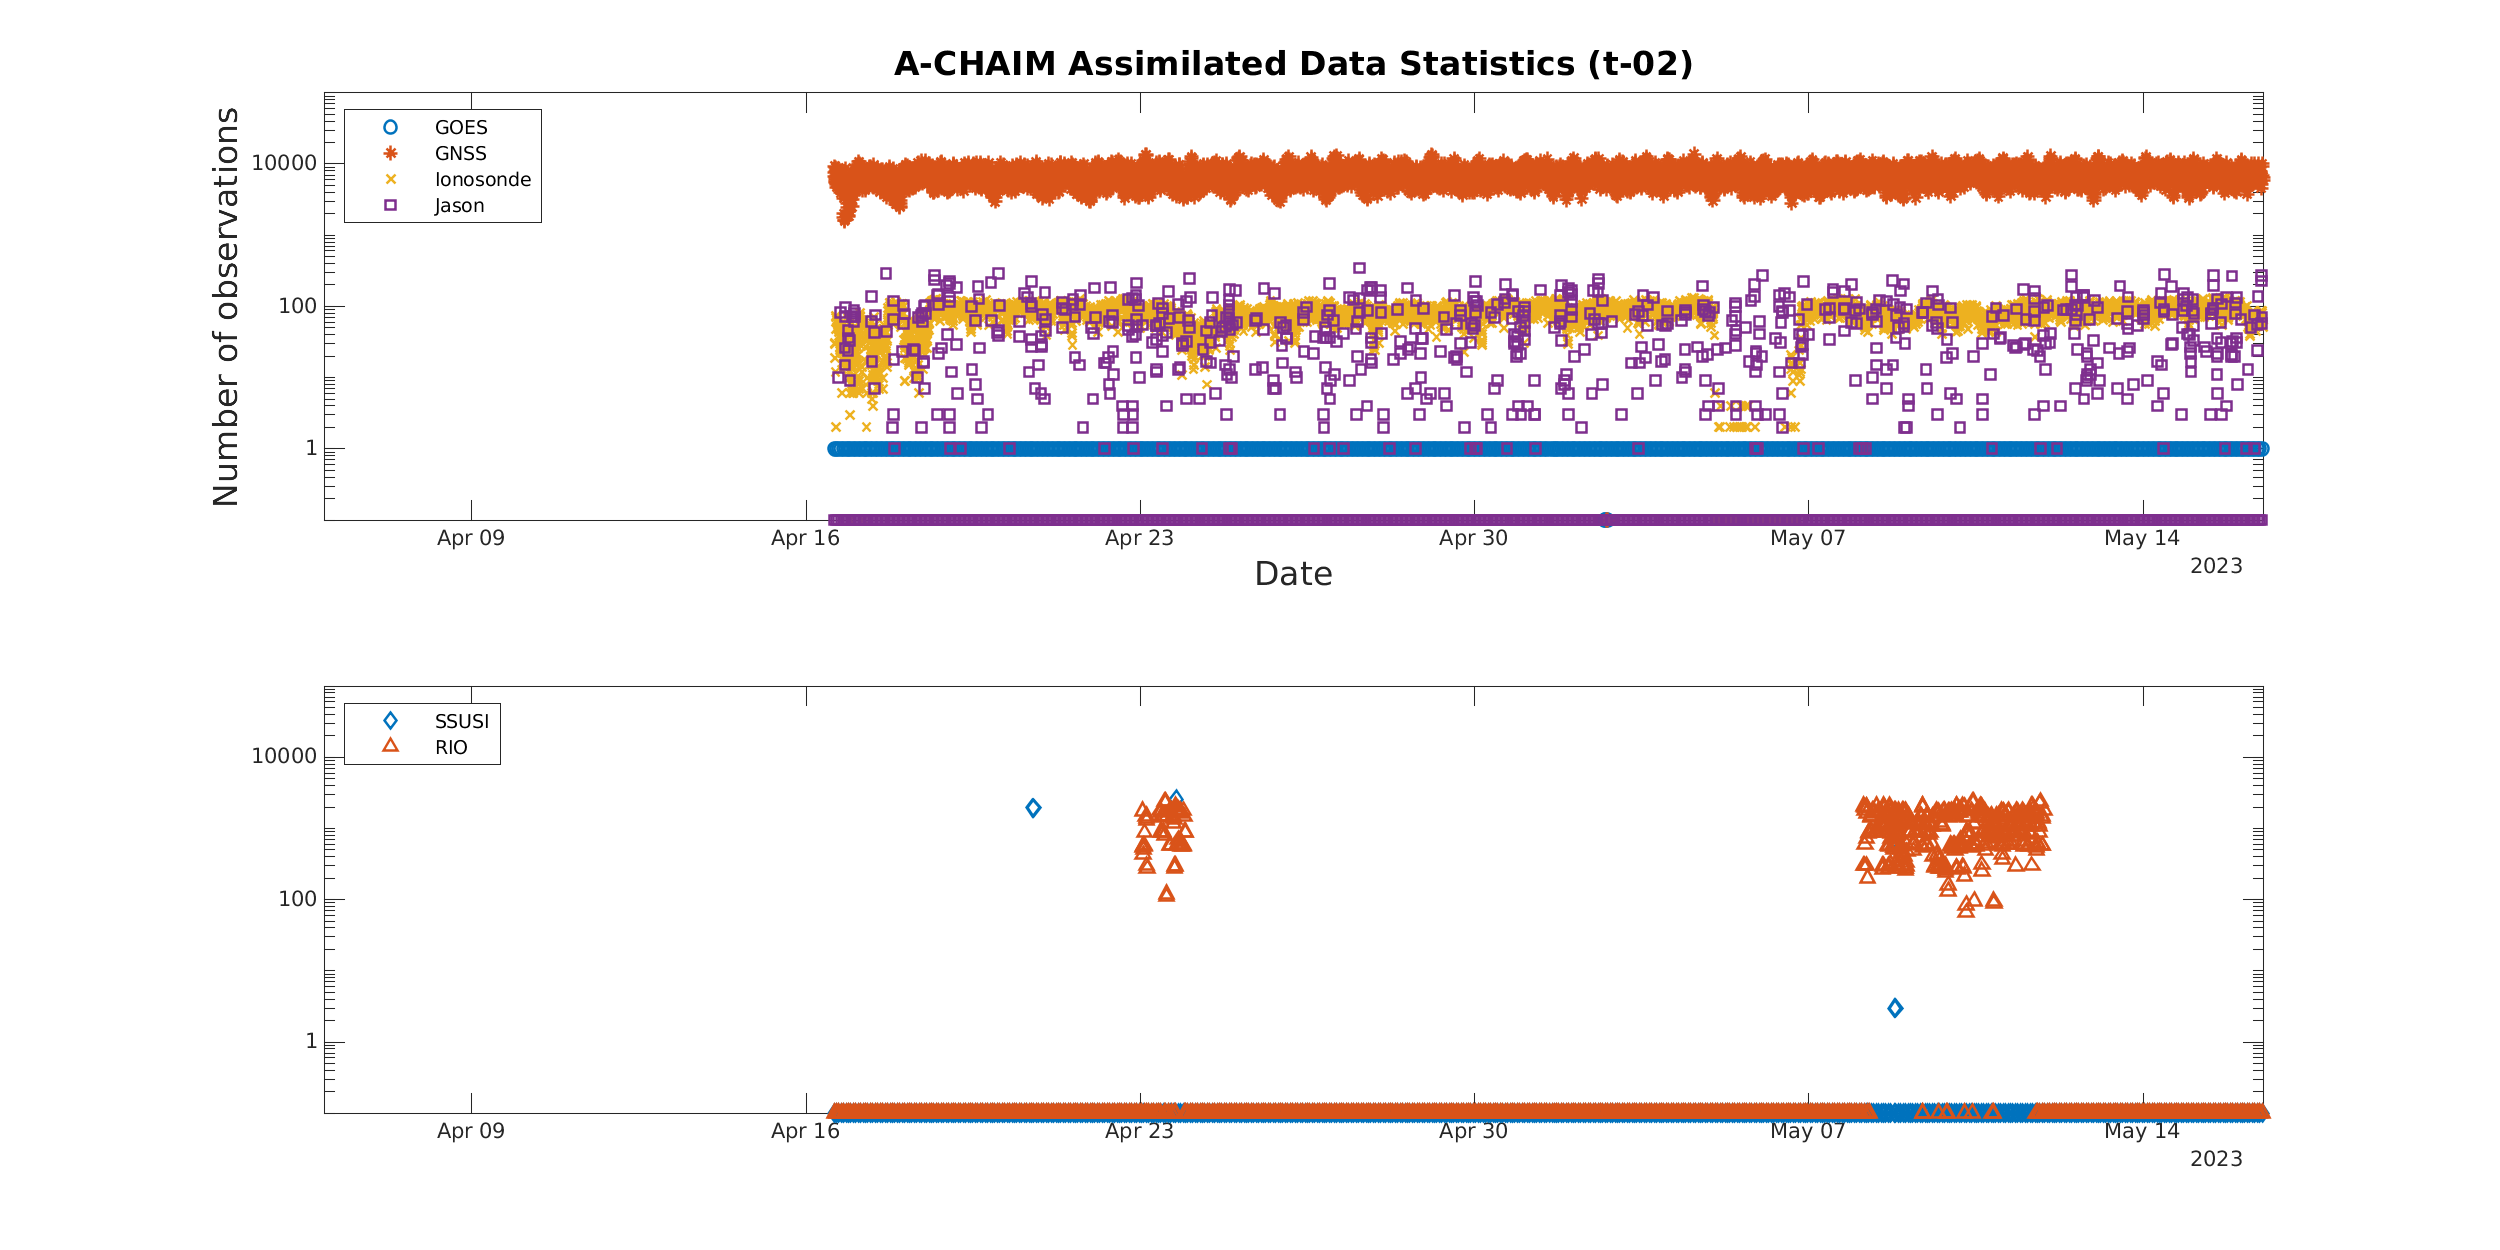 A-CHAIM Assimilated Data Statistics (t-02)
Number of observations
10000
100
1
GOES
GNSS
Ionosonde
Jason
Apr 09
Apr 16
Apr 23
Apr 30
May 07
May 14
2023
Date
10000
100
1
SSUSI
RIO
Apr 09
Apr 16
Apr 23
Apr 30
May 07
May 14
2023